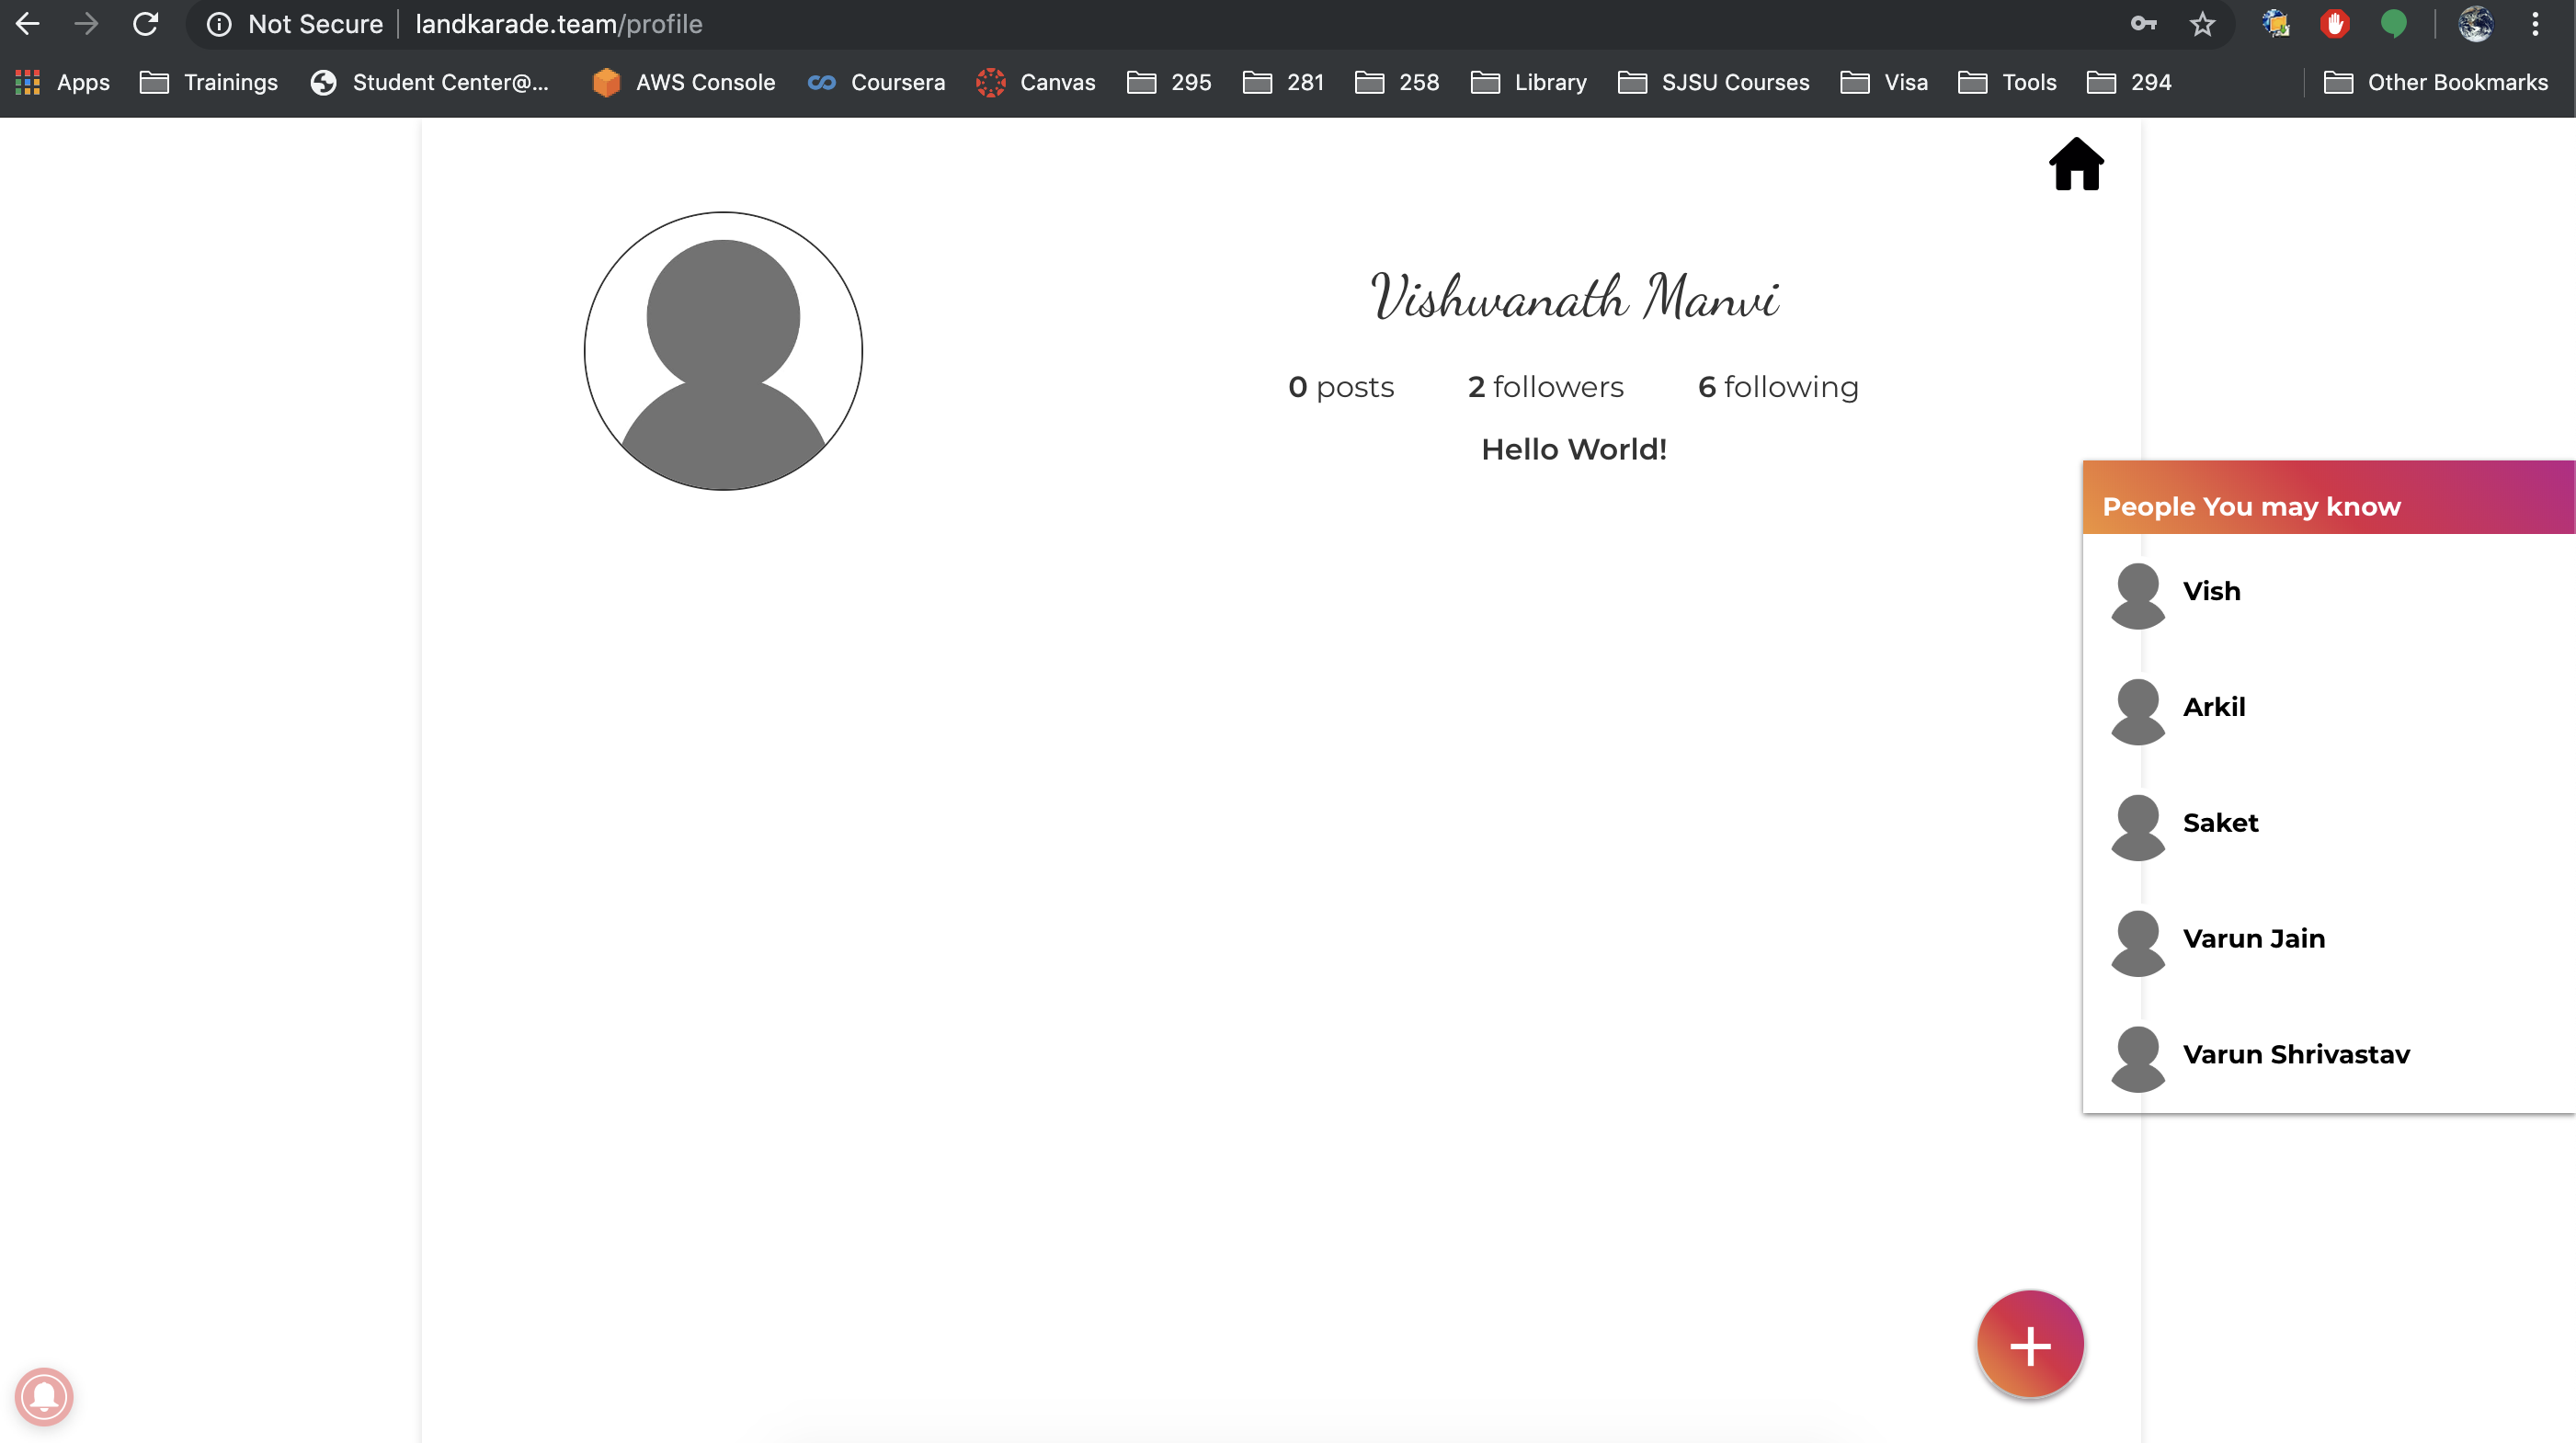 Not Secure landkarade.team/profile
Apps Trainings Student Center@... AWS Console Coursera Canvas 295 281 258 Library SJSU Courses Visa Tools 294 Other Bookmarks
Vishwanath Manvi
0 posts 2 followers 6 following
Hello World!
People You may know
Vish
Arkil
Saket
Varun Jain
Varun Shrivastav